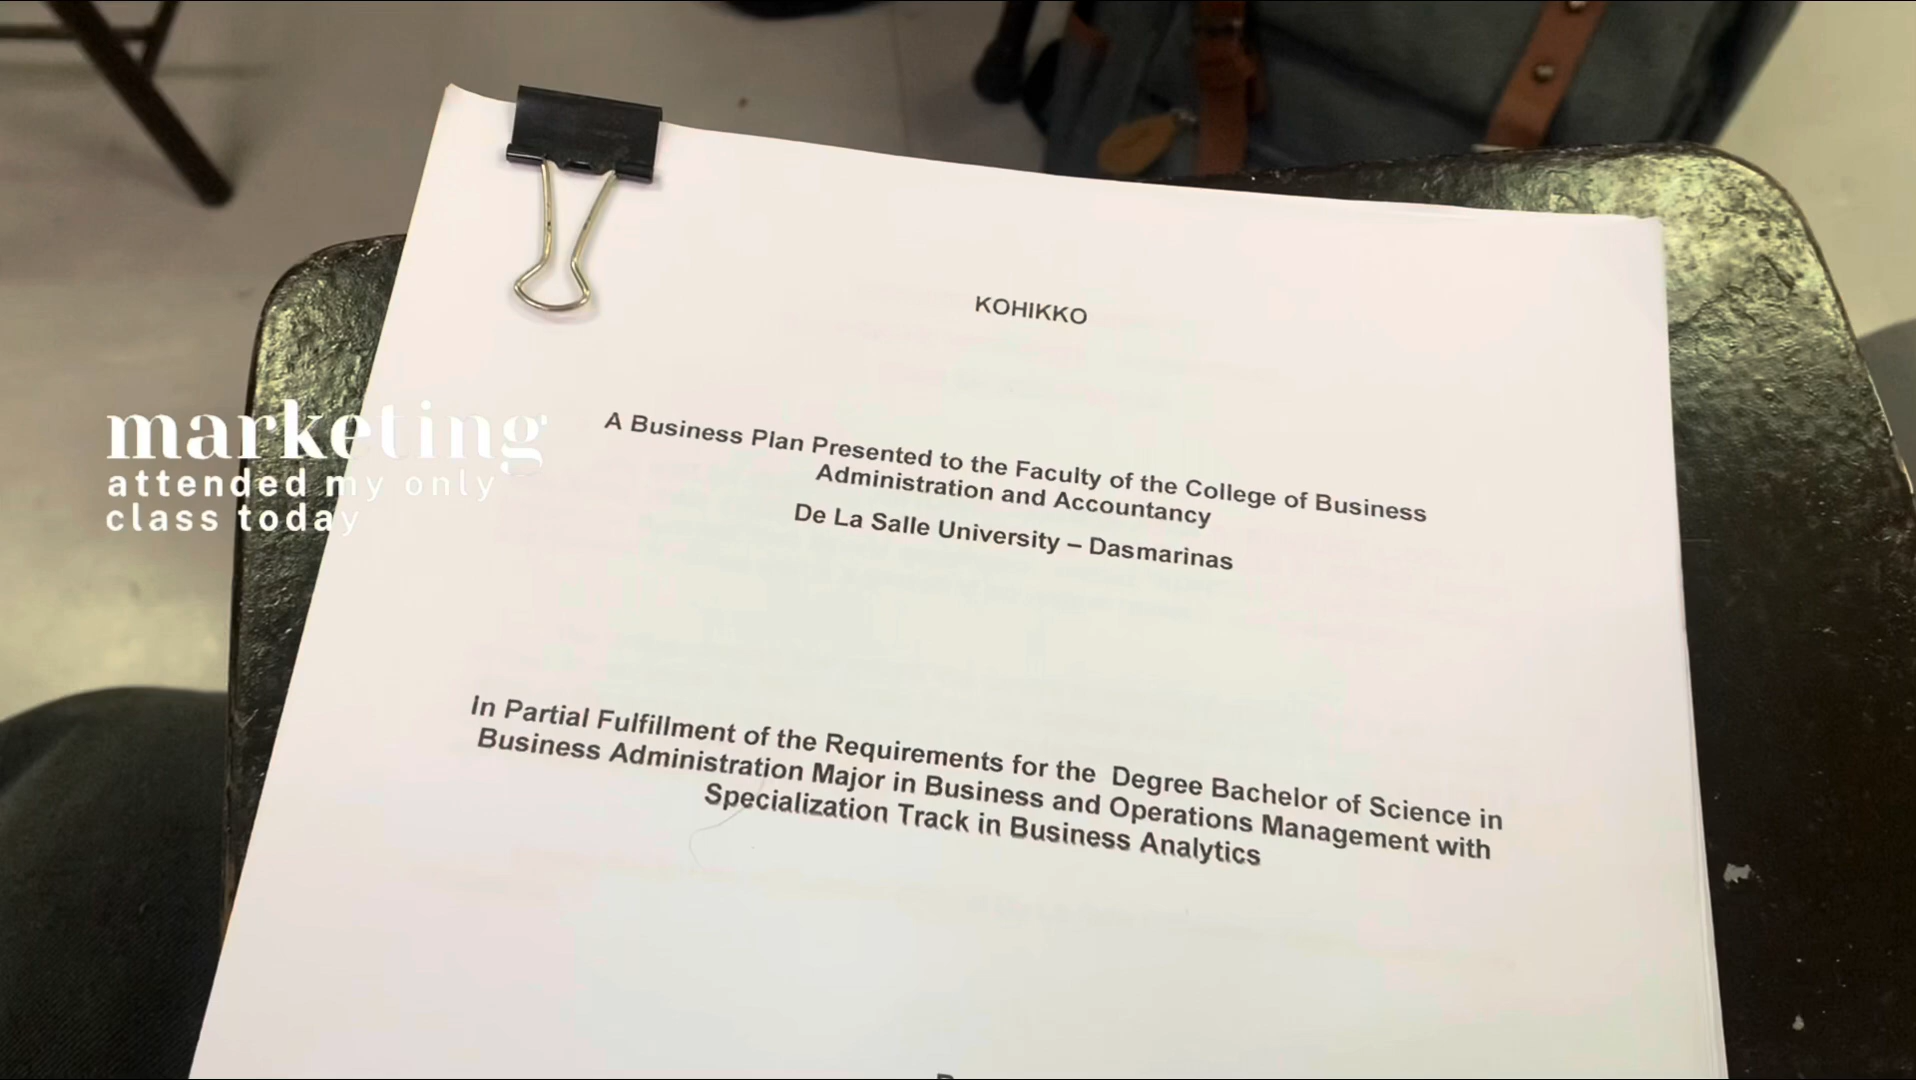 KOHIKKO
A Business Plan Presented to the Faculty of the College of Business
Administration and Accountancy
De La Salle University – Dasmarinas
marketing
attended my only
class today
In Partial Fulfillment of the Requirements for the Degree Bachelor of Science in
Business Administration Major in Business and Operations Management with
Specialization Track in Business Analytics